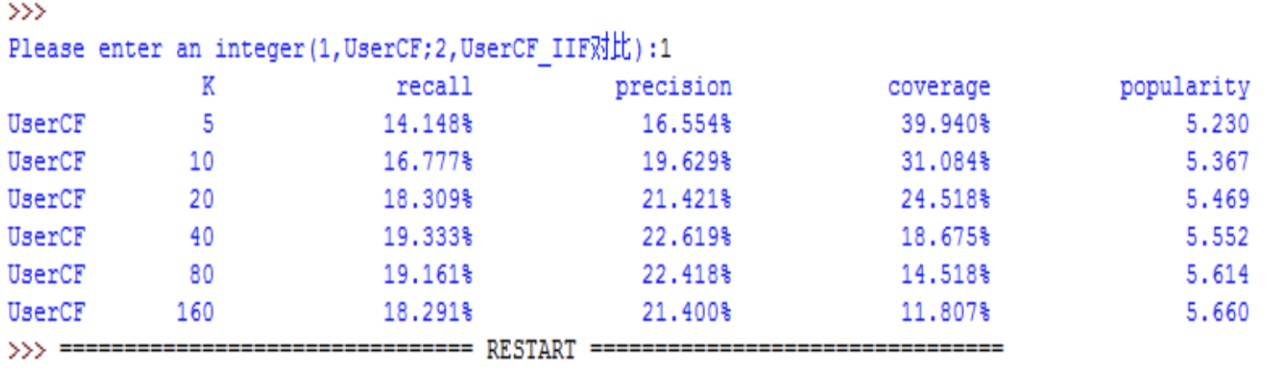 >>>
Please enter an integer(1,UserCF;2,UserCF_IIF对比):1
K recall precision coverage popularity
UserCF 5 14.148% 16.554% 39.940% 5.230
UserCF 10 16.777% 19.629% 31.084% 5.367
UserCF 20 18.309% 21.421% 24.518% 5.469
UserCF 40 19.333% 22.619% 18.675% 5.552
UserCF 80 19.161% 22.418% 14.518% 5.614
UserCF 160 18.291% 21.400% 11.807% 5.660
>>> ================================ RESTART ================================